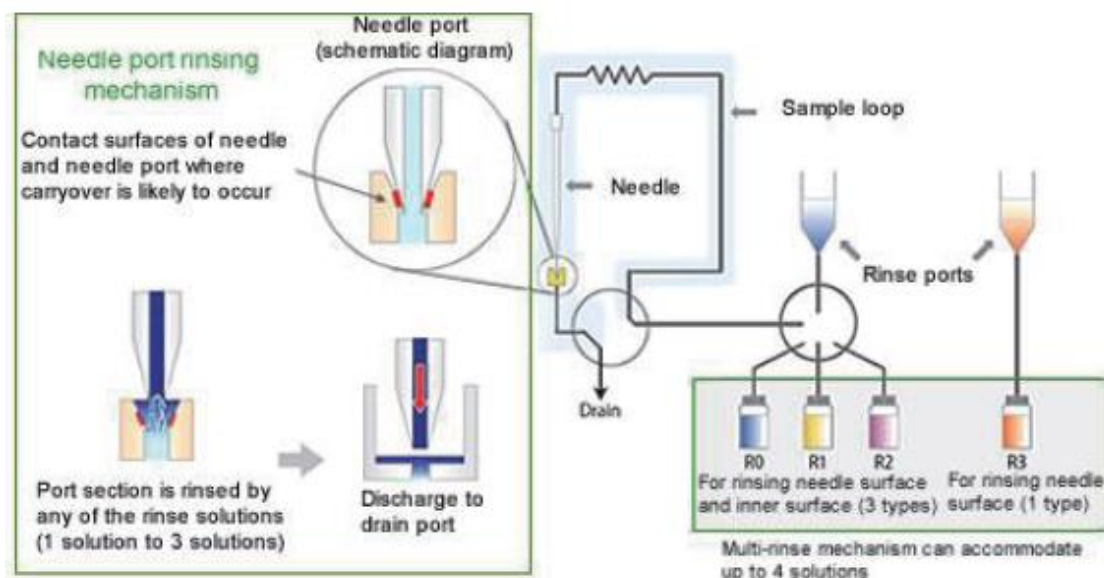 Needle port rinsing
mechanism
Needle port
(schematic diagram)
Contact surfaces of needle
and needle port where
carryover is likely to occur
Port section is rinsed by
any of the rinse solutions
(1 solution to 3 solutions)
Discharge to
drain port
Sample loop
Needle
Rinse ports
Drain
R0
R1
R2
R3
For rinsing needle surface
and inner surface (3 types)
For rinsing needle
surface (1 type)
Multi-rinse mechanism can accommodate
up to 4 solutions